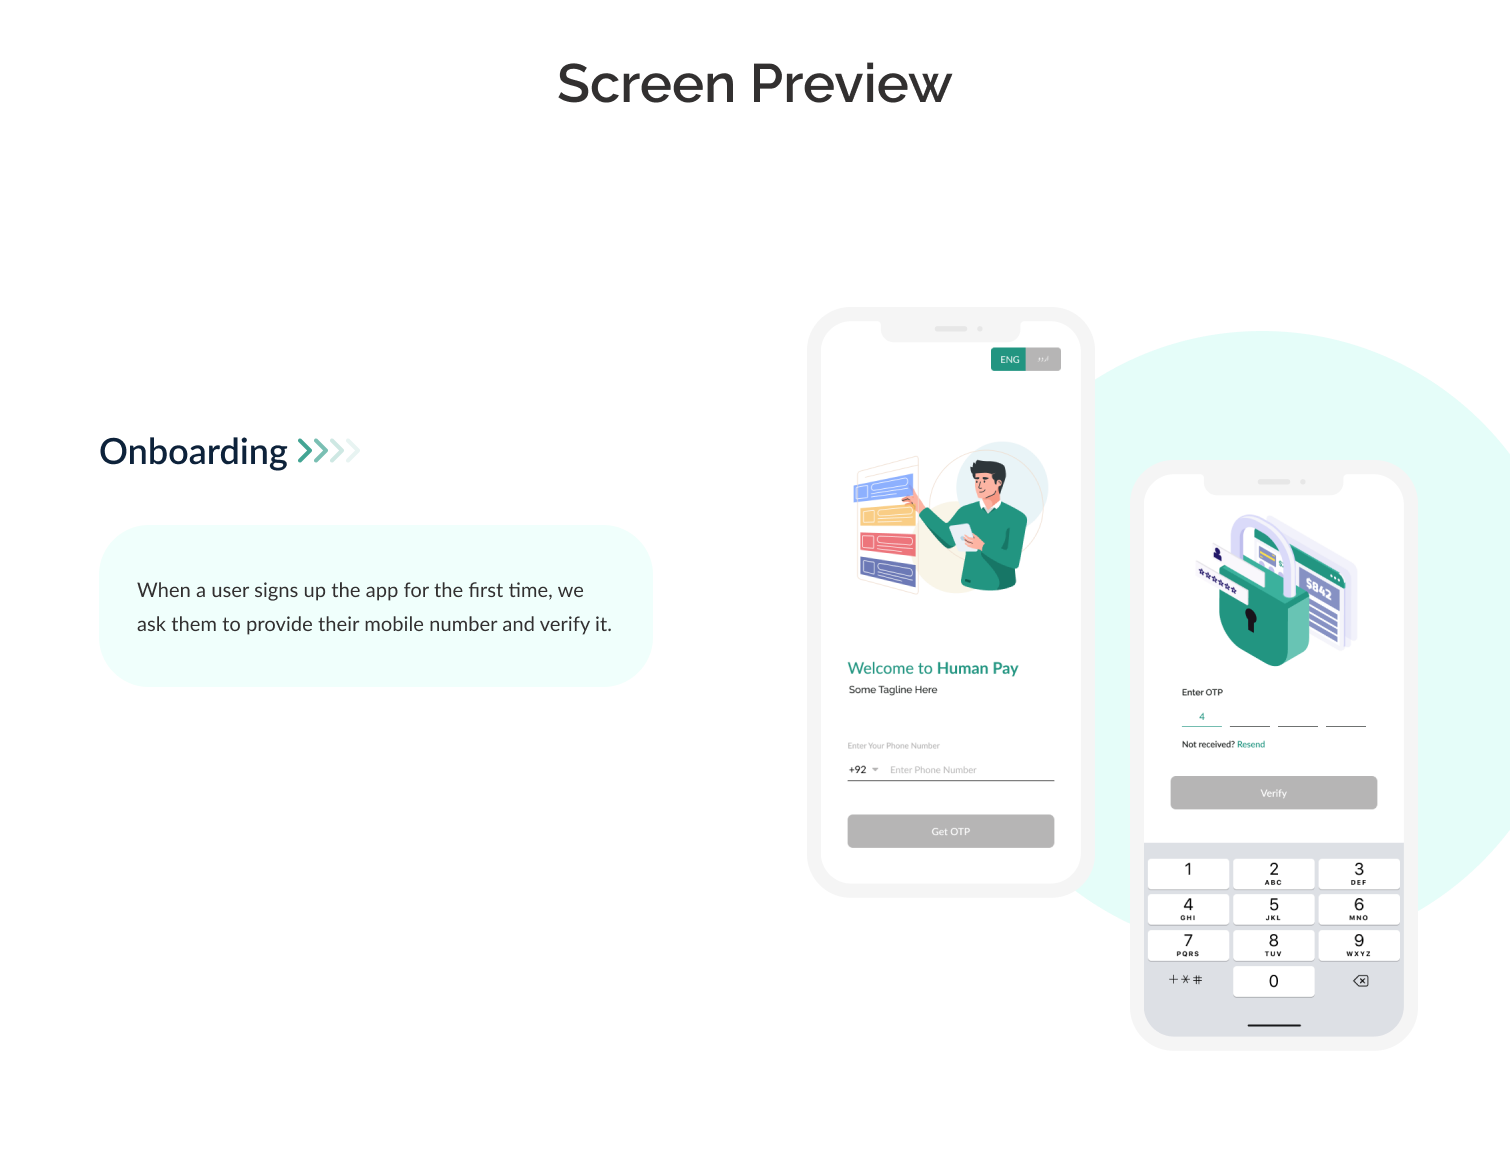 Screen Preview
Onboarding
When a user signs up the app for the first time, we
ask them to provide their mobile number and verify it.
ENG
Welcome to Human Pay
Some Tagline Here
Enter Your Phone Number
+92 Enter Phone Number
Get OTP
$842
******
Enter OTP
4
Not received? Resend
Verify
1 2 3
ABC DEF
4 5 6
GHI JKL MNO
7 8 9
PQRS TUV WXYZ
+*# 0